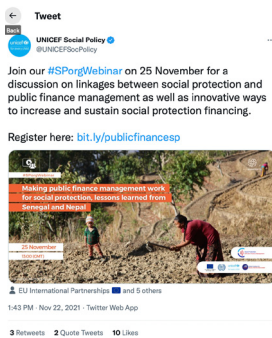 Tweet
Back
UNICEF Social Policy
@UNICEFSocPolicy
Join our #SPorgWebinar on 25 November for a
discussion on linkages between social protection and
public finance management as well as innovative ways
to increase and sustain social protection financing.
Register here: bit.ly/publicfinancesp
#SPorgWebinar
Making public finance management work
for social protection, lessons learned from
Senegal and Nepal
25 November
13:00 (GMT)
EU International Partnerships and 5 others
1:43 PM · Nov 22, 2021 · Twitter Web App
3 Retweets 2 Quote Tweets 10 Likes